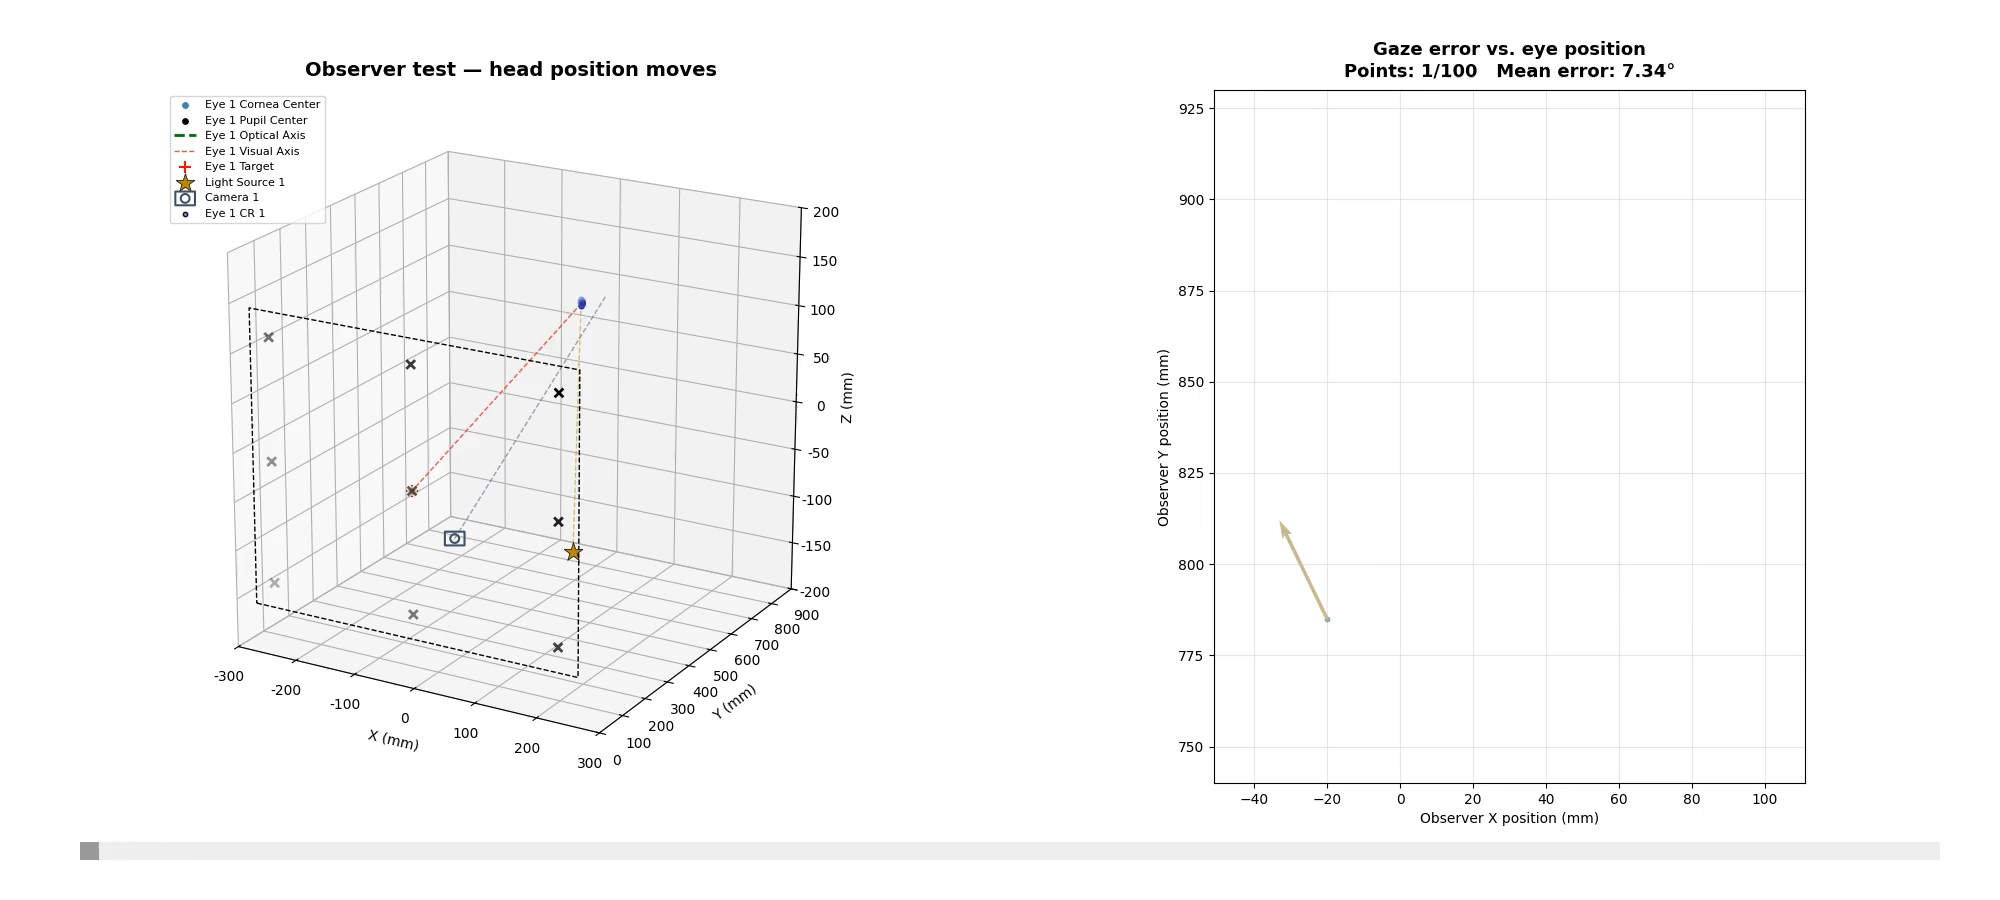 Observer test — head position moves
Eye 1 Cornea Center
Eye 1 Pupil Center
Eye 1 Optical Axis
Eye 1 Visual Axis
Eye 1 Target
Light Source 1
Camera 1
Eye 1 CR 1
200
150
100
50
0
-50
-100
-150
-200
Z (mm)
900
800
700
600
500
400
300
200
100
0
Y (mm)
-300
-200
-100
0
100
200
300
X (mm)
Gaze error vs. eye position
Points: 1/100 Mean error: 7.34°
925
900
875
850
825
800
775
750
Observer Y position (mm)
−40
−20
0
20
40
60
80
100
Observer X position (mm)